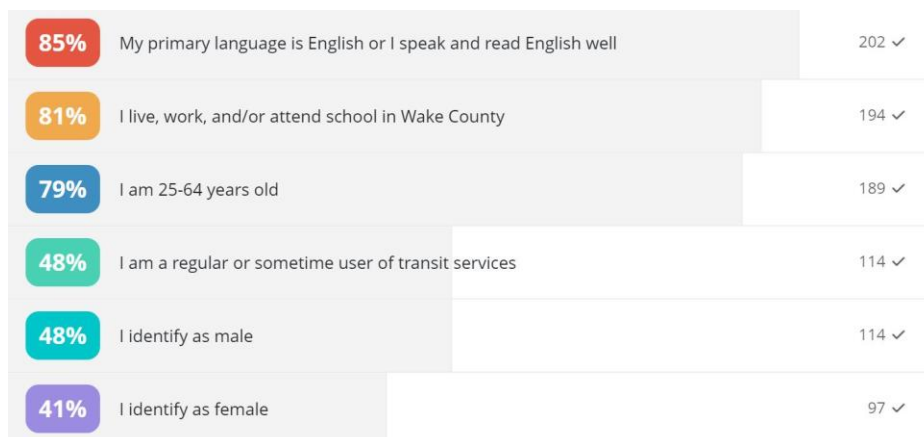 85% My primary language is English or I speak and read English well 202 ✓
81% I live, work, and/or attend school in Wake County 194 ✓
79% I am 25-64 years old 189 ✓
48% I am a regular or sometime user of transit services 114 ✓
48% I identify as male 114 ✓
41% I identify as female 97 ✓